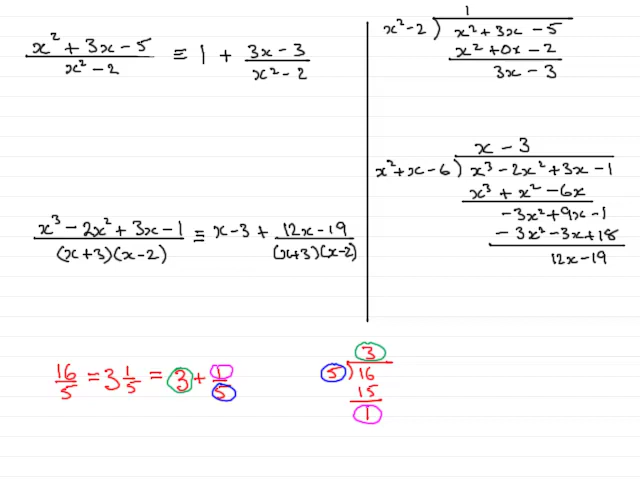 x² + 3x - 5 / x² - 2 ≡ 1 + 3x - 3 / x² - 2
1
x² - 2 ) x² + 3x - 5
x² + 0x - 2
3x - 3
x - 3
x² + x - 6 ) x³ - 2x² + 3x - 1
x³ + x² - 6x
-3x² + 9x - 1
- 3x² - 3x + 18
12x - 19
x³ - 2x² + 3x - 1 / (x+3)(x-2) ≡ x - 3 + 12x - 19 / (x+3)(x-2)
16/5 = 3 1/5 = 3 + 1/5
3
5 ) 16
15
1